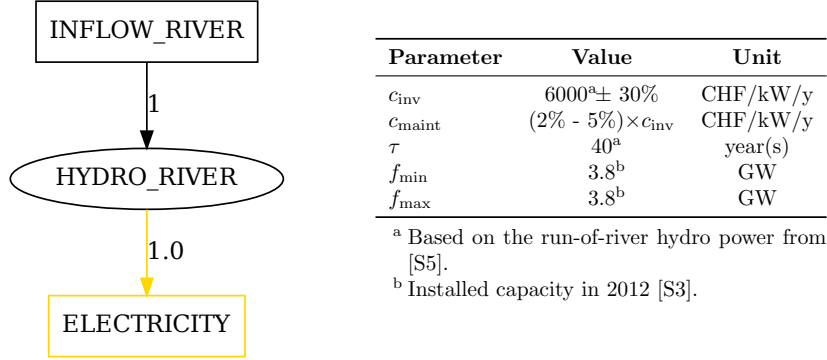 INFLOW_RIVER
1
HYDRO_RIVER
1.0
ELECTRICITY
Parameter Value Unit
c_inv 6000^a± 30% CHF/kW/y
c_maint (2% - 5%)×c_inv CHF/kW/y
τ 40^a year(s)
f_min 3.8^b GW
f_max 3.8^b GW
^a Based on the run-of-river hydro power from
[S5].
^b Installed capacity in 2012 [S3].